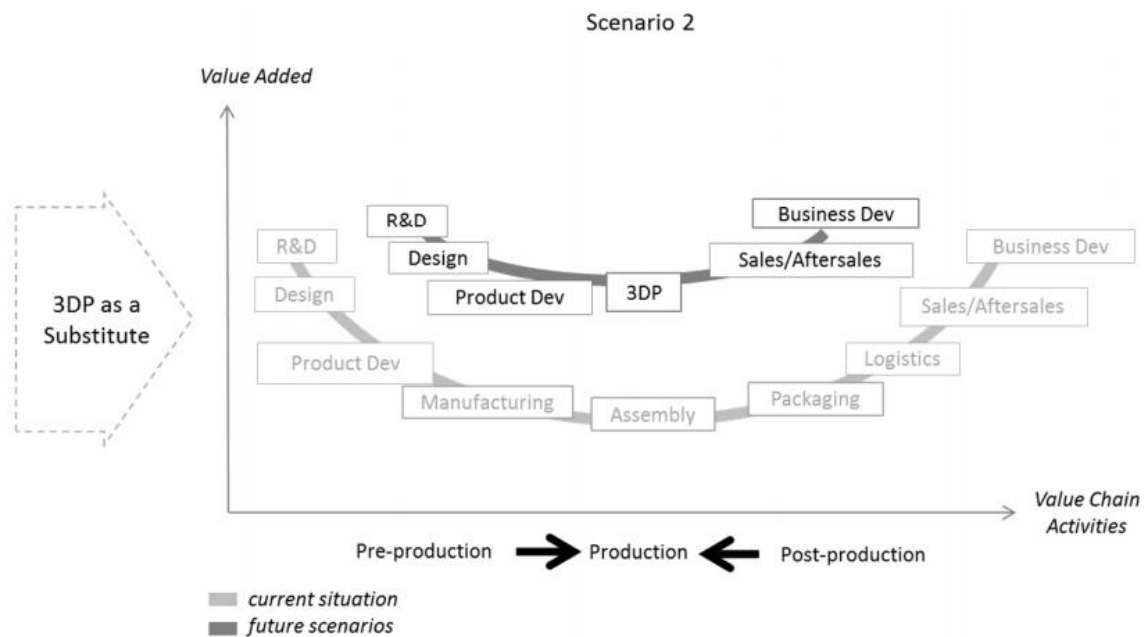 Scenario 2
Value Added
3DP as a
Substitute
R&D
Design
Product Dev
3DP
Sales/Aftersales
Business Dev
R&D
Design
Product Dev
Manufacturing
Assembly
Packaging
Logistics
Sales/Aftersales
Business Dev
Value Chain
Activities
Pre-production
Production
Post-production
current situation
future scenarios